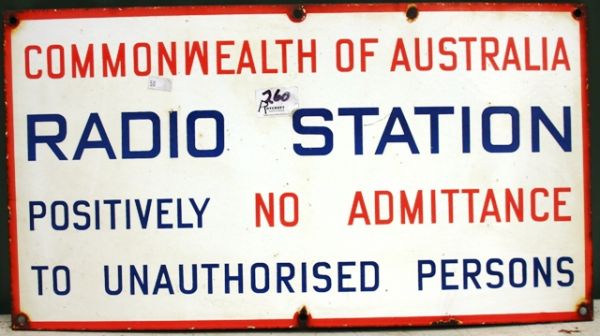 COMMONWEALTH OF AUSTRALIA
RADIO STATION
POSITIVELY NO ADMITTANCE
TO UNAUTHORISED PERSONS